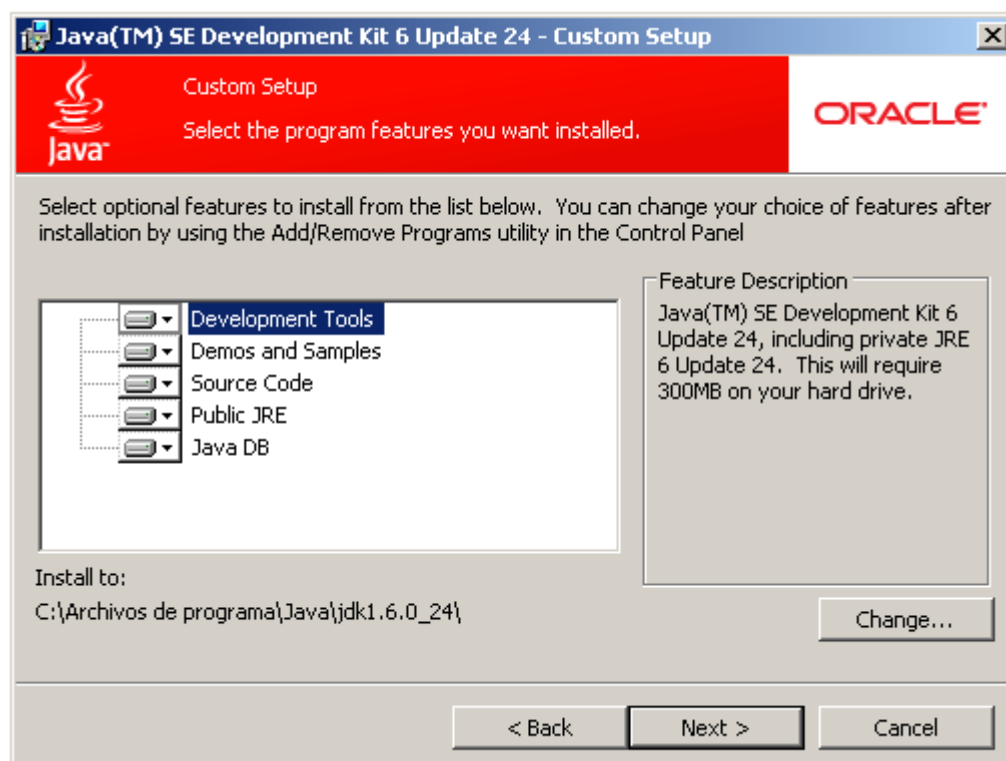 Java(TM) SE Development Kit 6 Update 24 - Custom Setup
Java™
Custom Setup
Select the program features you want installed.
ORACLE®
Select optional features to install from the list below.  You can change your choice of features after
installation by using the Add/Remove Programs utility in the Control Panel
Development Tools
Demos and Samples
Source Code
Public JRE
Java DB
Feature Description
Java(TM) SE Development Kit 6
Update 24, including private JRE
6 Update 24.  This will require
300MB on your hard drive.
Install to:
C:\Archivos de programa\Java\jdk1.6.0_24\
Change...
< Back
Next >
Cancel